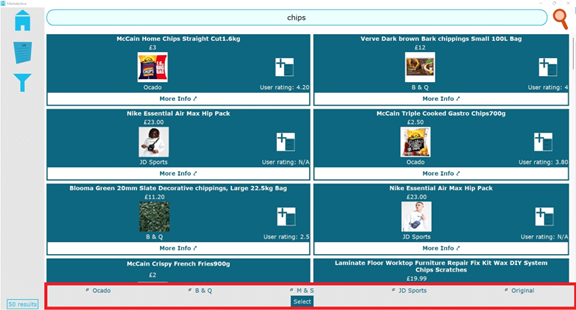 chips
McCain Home Chips Straight Cut1.6kg
£3
Ocado
User rating: 4.20
More Info
Verve Dark brown Bark chippings Small 100L Bag
£12
B & Q
User rating: 4
More Info
Nike Essential Air Max Hip Pack
£23.00
JD Sports
User rating: N/A
More Info
McCain Triple Cooked Gastro Chips700g
£2.50
Ocado
User rating: 3.80
More Info
Blooma Green 20mm Slate Decorative chippings, Large 22.5kg Bag
£11.20
B & Q
User rating: 2.5
More Info
Nike Essential Air Max Hip Pack
£23.00
JD Sports
User rating: N/A
More Info
McCain Crispy French Fries900g
£2
Laminate Floor Worktop Furniture Repair Fix Kit Wax DIY System
Chips Scratches
£19.99
Ocado
B & Q
M & S
JD Sports
Original
Select
50 results